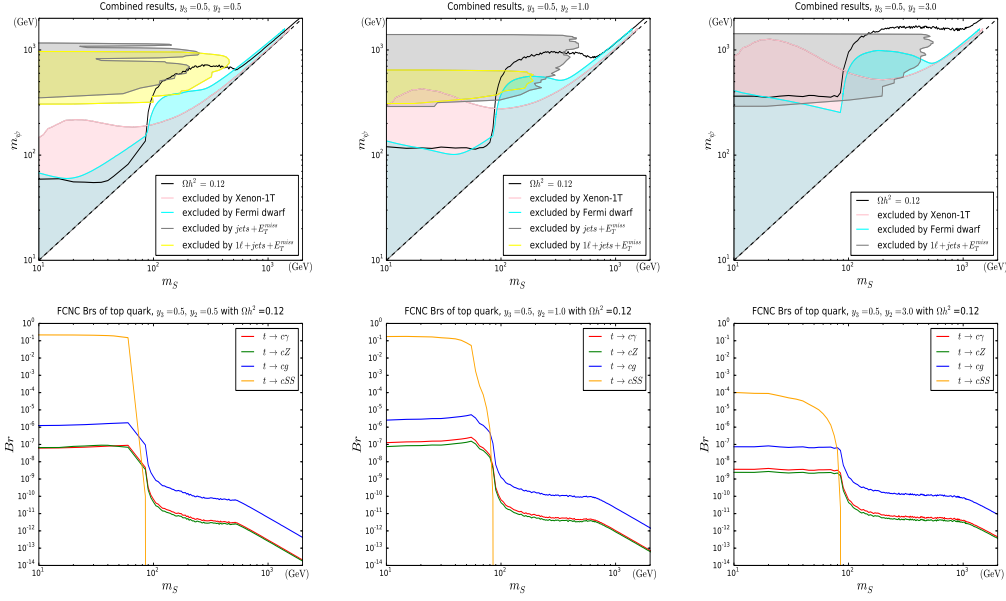 Combined results, y₃=0.5, y₂=0.5
(GeV)
10³
10²
10¹
m_ψ
10¹ 10² 10³
(GeV)
m_S
Ωh² = 0.12
excluded by Xenon-1T
excluded by Fermi dwarf
excluded by jets+E_T^miss
excluded by 1ℓ+jets+E_T^miss
Combined results, y₃=0.5, y₂=1.0
(GeV)
10³
10²
10¹
m_ψ
10¹ 10² 10³
(GeV)
m_S
Ωh² = 0.12
excluded by Xenon-1T
excluded by Fermi dwarf
excluded by jets+E_T^miss
excluded by 1ℓ+jets+E_T^miss
Combined results, y₃=0.5, y₂=3.0
(GeV)
10³
10²
10¹
m_ψ
10¹ 10² 10³
(GeV)
m_S
Ωh² = 0.12
excluded by Xenon-1T
excluded by Fermi dwarf
excluded by 1ℓ+jets+E_T^miss
FCNC Brs of top quark, y₃=0.5, y₂=0.5 with Ωh²=0.12
10⁰
10⁻¹
10⁻²
10⁻³
10⁻⁴
10⁻⁵
10⁻⁶
10⁻⁷
10⁻⁸
10⁻⁹
10⁻¹⁰
10⁻¹¹
10⁻¹²
10⁻¹³
10⁻¹⁴
Br
10¹ 10² 10³
(GeV)
m_S
t → cγ
t → cZ
t → cg
t → cSS
FCNC Brs of top quark, y₃=0.5, y₂=1.0 with Ωh²=0.12
10⁰
10⁻¹
10⁻²
10⁻³
10⁻⁴
10⁻⁵
10⁻⁶
10⁻⁷
10⁻⁸
10⁻⁹
10⁻¹⁰
10⁻¹¹
10⁻¹²
10⁻¹³
10⁻¹⁴
Br
10¹ 10² 10³
(GeV)
m_S
t → cγ
t → cZ
t → cg
t → cSS
FCNC Brs of top quark, y₃=0.5, y₂=3.0 with Ωh²=0.12
10⁰
10⁻¹
10⁻²
10⁻³
10⁻⁴
10⁻⁵
10⁻⁶
10⁻⁷
10⁻⁸
10⁻⁹
10⁻¹⁰
10⁻¹¹
10⁻¹²
10⁻¹³
10⁻¹⁴
Br
10¹ 10² 10³
(GeV)
m_S
t → cγ
t → cZ
t → cg
t → cSS